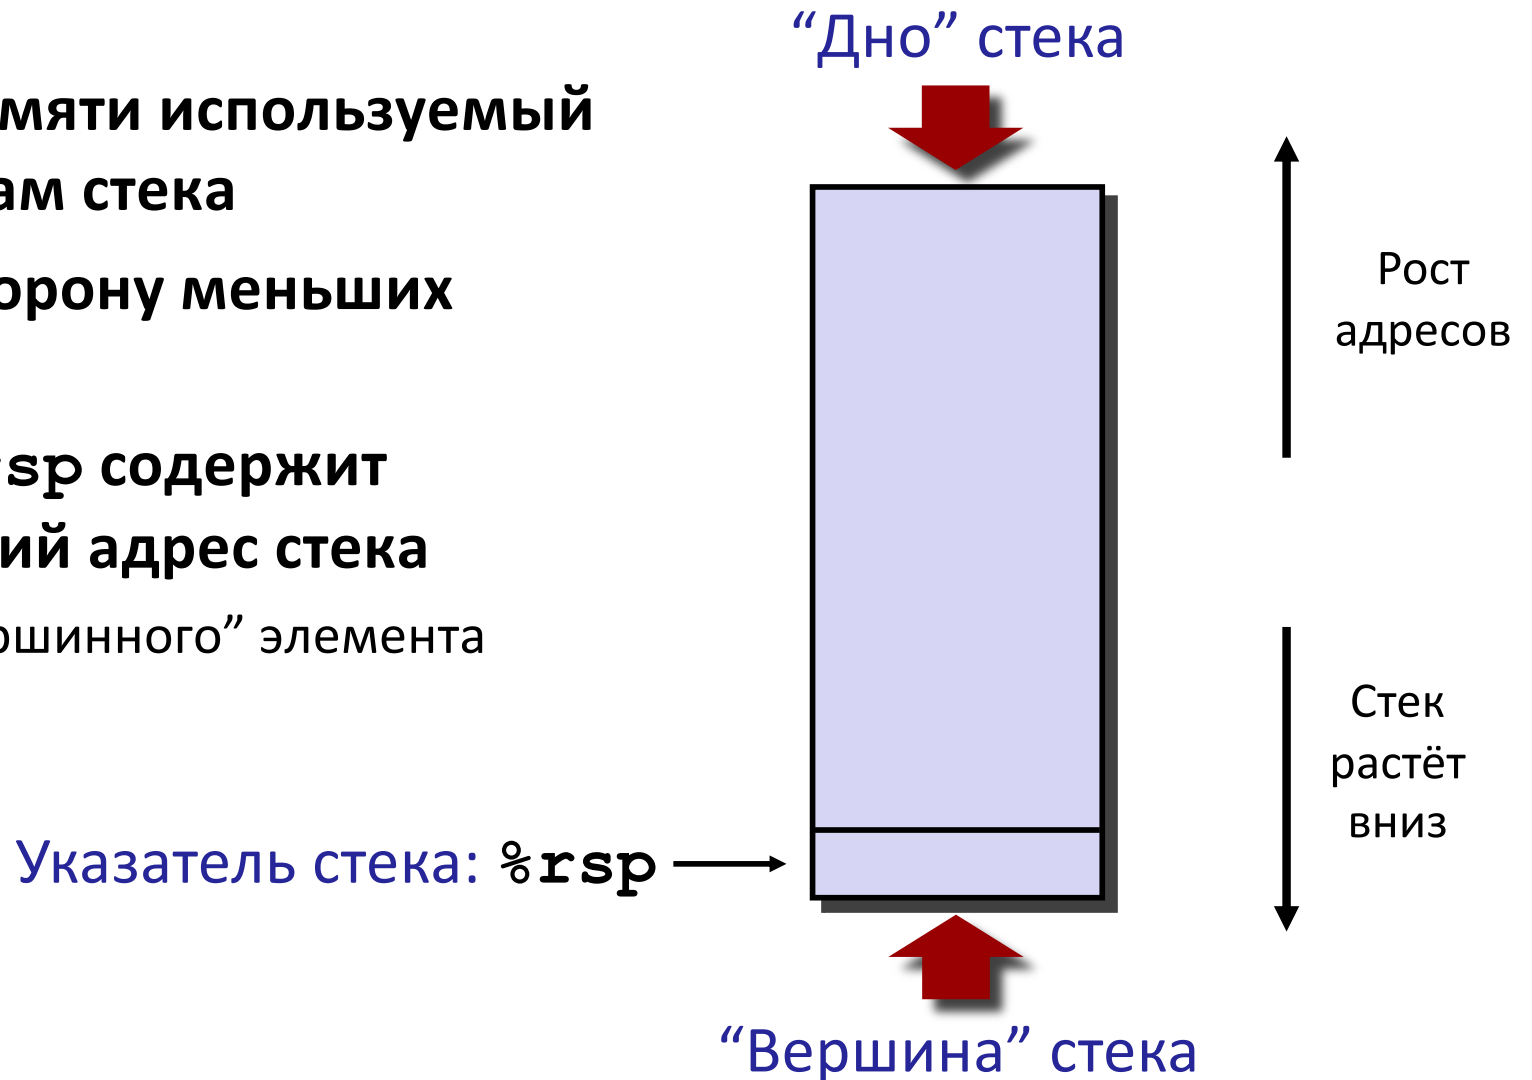 “Дно” стека
мяти используемый
ам стека
орону меньших
Рост
адресов
sp содержит
ий адрес стека
ршинного” элемента
Стек
растёт
вниз
Указатель стека: %rsp
“Вершина” стека